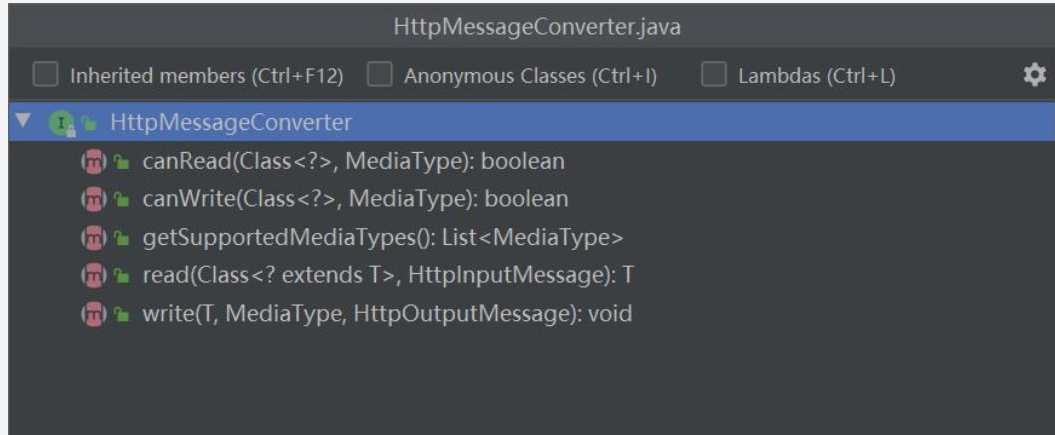 HttpMessageConverter.java
Inherited members (Ctrl+F12) Anonymous Classes (Ctrl+I) Lambdas (Ctrl+L)
I HttpMessageConverter
m canRead(Class<?>, MediaType): boolean
m canWrite(Class<?>, MediaType): boolean
m getSupportedMediaTypes(): List<MediaType>
m read(Class<? extends T>, HttpInputMessage): T
m write(T, MediaType, HttpOutputMessage): void